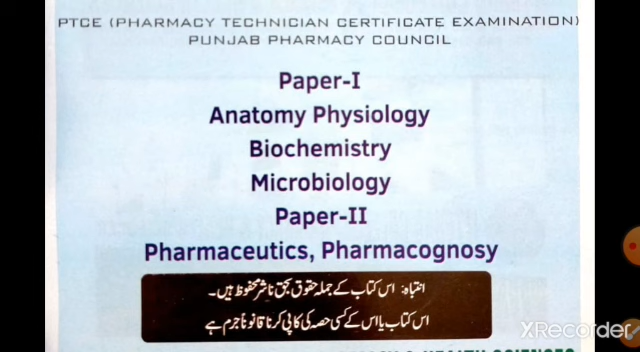 PTCE (PHARMACY TECHNICIAN CERTIFICATE EXAMINATION)
PUNJAB PHARMACY COUNCIL
Paper-I
Anatomy Physiology
Biochemistry
Microbiology
Paper-II
Pharmaceutics, Pharmacognosy
انتباہ: اس کتاب کے جملہ حقوق بحق ناشر محفوظ ہیں۔
اس کتاب یا اس کے کسی حصہ کی کاپی کرنا قانوناً جرم ہے
XRecorder
HEALTH SCIENCES